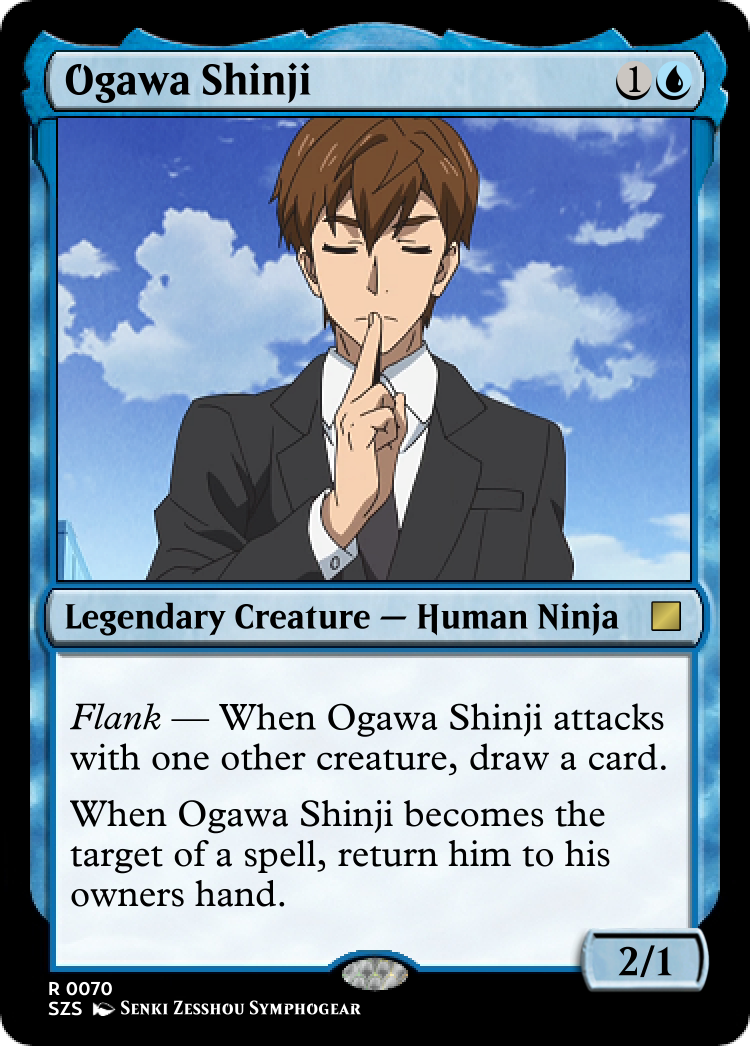 Ogawa Shinji 1
Legendary Creature — Human Ninja
Flank — When Ogawa Shinji attacks
with one other creature, draw a card.
When Ogawa Shinji becomes the
target of a spell, return him to his
owners hand.
2/1
R 0070
SZS Senki Zesshou Symphogear